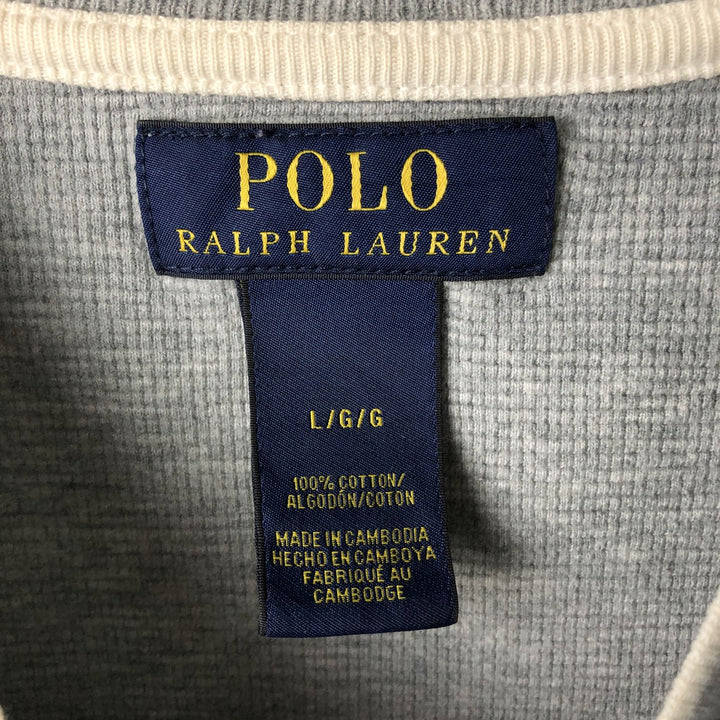 POLO
RALPH LAUREN
L/G/G
100% COTTON/
ALGODÓN/COTON
MADE IN CAMBODIA
HECHO EN CAMBOYA
FABRIQUÉ AU
CAMBODGE